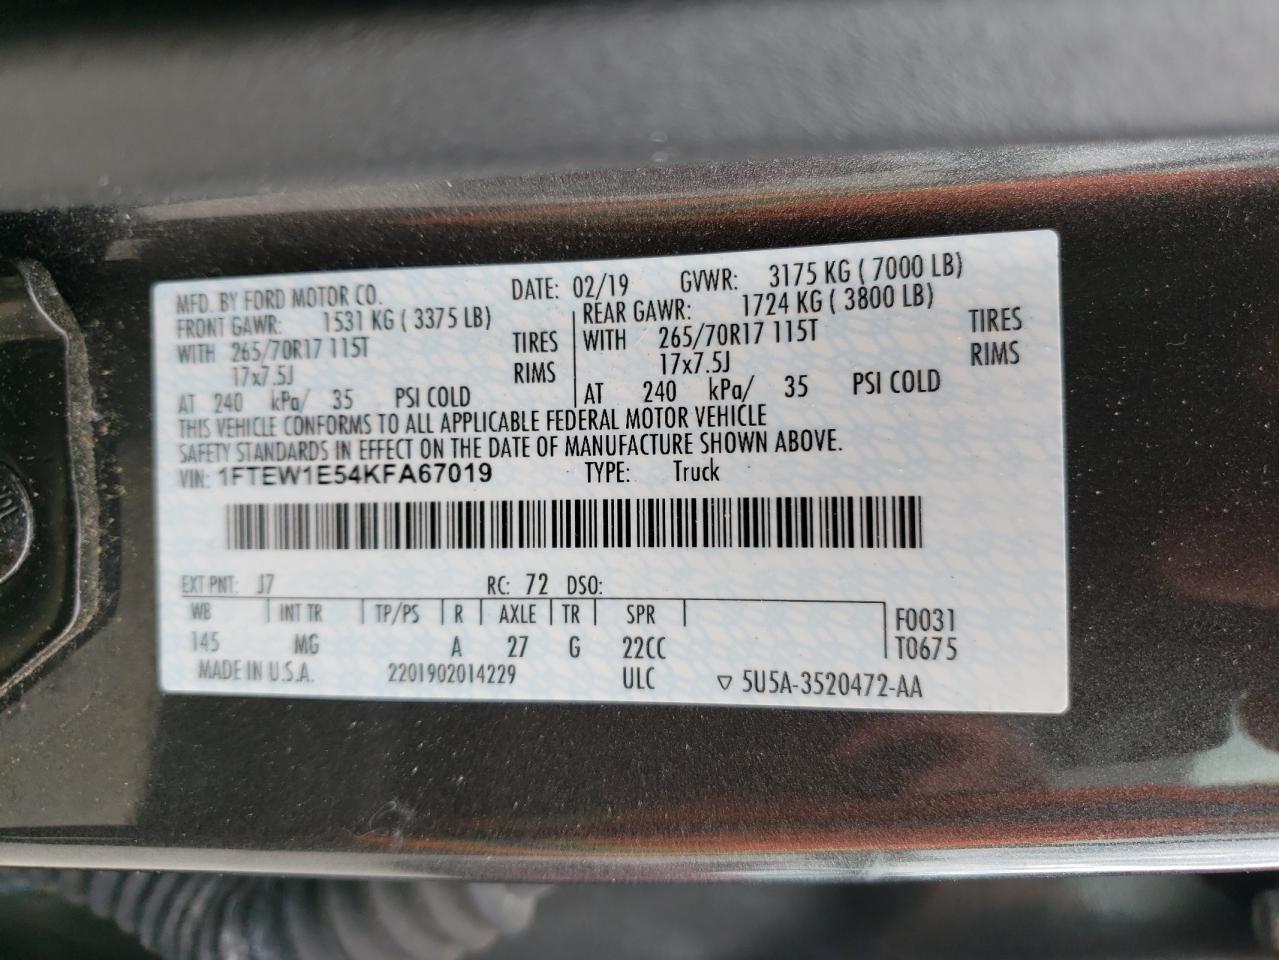 MFD. BY FORD MOTOR CO. DATE: 02/19 GVWR: 3175 KG ( 7000 LB)
FRONT GAWR: 1531 KG ( 3375 LB) REAR GAWR: 1724 KG ( 3800 LB)
WITH 265/70R17 115T TIRES WITH 265/70R17 115T TIRES
17x7.5J RIMS 17x7.5J RIMS
AT 240 kPa/ 35 PSI COLD AT 240 kPa/ 35 PSI COLD
THIS VEHICLE CONFORMS TO ALL APPLICABLE FEDERAL MOTOR VEHICLE
SAFETY STANDARDS IN EFFECT ON THE DATE OF MANUFACTURE SHOWN ABOVE.
VIN: 1FTEW1E54KFA67019 TYPE: Truck
EXT PNT: J7 RC: 72 DSO:
WB INT TR TP/PS R AXLE TR SPR F0031
145 MG A 27 G 22CC T0675
MADE IN U.S.A. 2201902014229 ULC ▽ 5U5A-3520472-AA